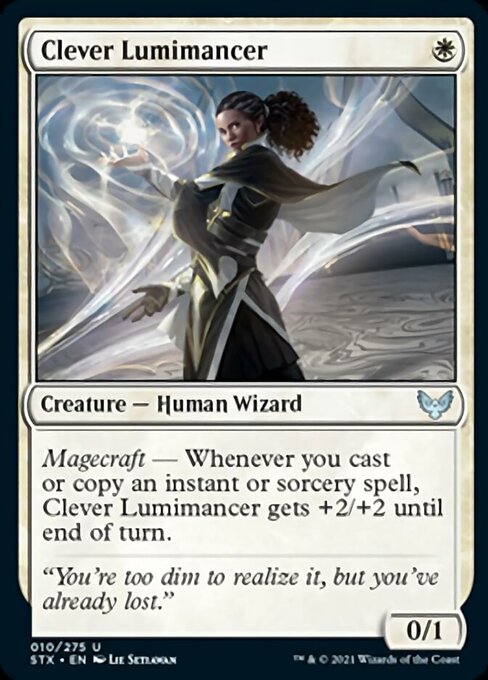 Clever Lumimancer
Creature — Human Wizard
Magecraft — Whenever you cast
or copy an instant or sorcery spell,
Clever Lumimancer gets +2/+2 until
end of turn.
“You’re too dim to realize it, but you’ve
already lost.”
0/1
010/275 U
STX • EN Lie Setiawan
™ & © 2021 Wizards of the Coast